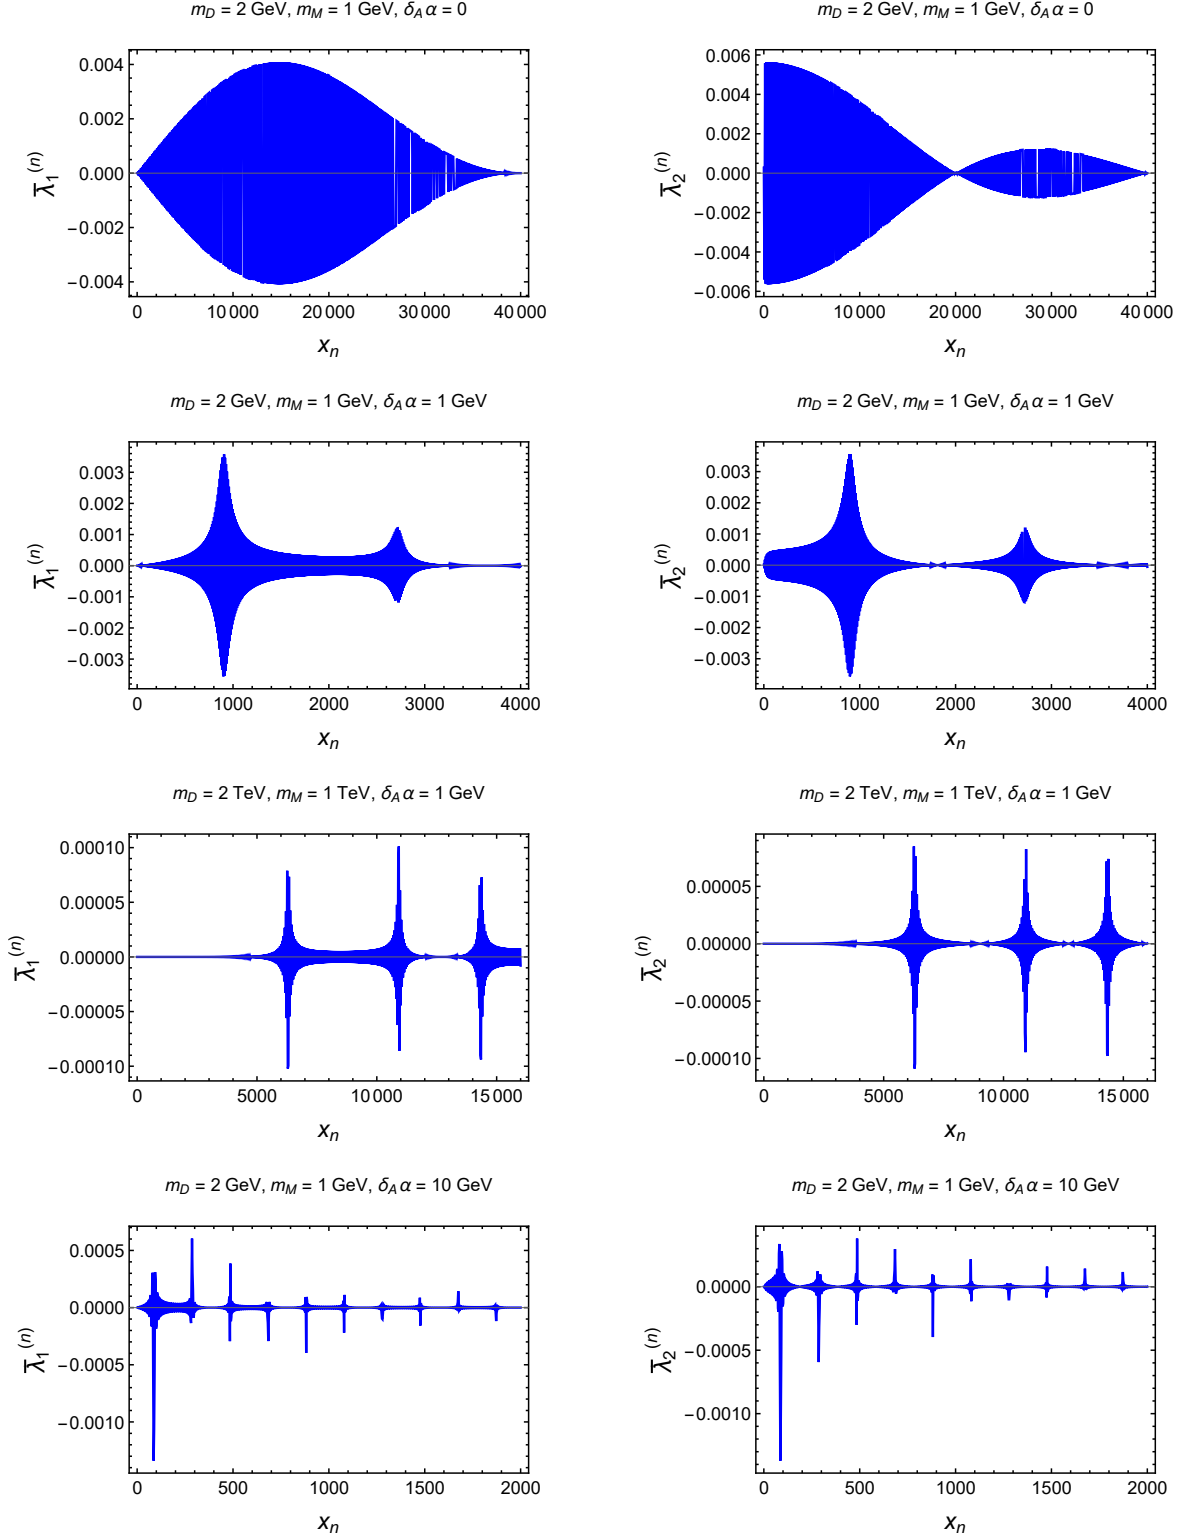 m_D = 2 GeV, m_M = 1 GeV, δ_A α = 0
0.004
0.002
0.000
−0.002
−0.004
λ̅₁⁽ⁿ⁾
0 10 000 20 000 30 000 40 000
x_n
m_D = 2 GeV, m_M = 1 GeV, δ_A α = 0
0.006
0.004
0.002
0.000
−0.002
−0.004
−0.006
λ̅₂⁽ⁿ⁾
0 10 000 20 000 30 000 40 000
x_n
m_D = 2 GeV, m_M = 1 GeV, δ_A α = 1 GeV
0.003
0.002
0.001
0.000
−0.001
−0.002
−0.003
λ̅₁⁽ⁿ⁾
0 1000 2000 3000 4000
x_n
m_D = 2 GeV, m_M = 1 GeV, δ_A α = 1 GeV
0.003
0.002
0.001
0.000
−0.001
−0.002
−0.003
λ̅₂⁽ⁿ⁾
0 1000 2000 3000 4000
x_n
m_D = 2 TeV, m_M = 1 TeV, δ_A α = 1 GeV
0.00010
0.00005
0.00000
−0.00005
−0.00010
λ̅₁⁽ⁿ⁾
0 5000 10 000 15 000
x_n
m_D = 2 TeV, m_M = 1 TeV, δ_A α = 1 GeV
0.00005
0.00000
−0.00005
−0.00010
λ̅₂⁽ⁿ⁾
0 5000 10 000 15 000
x_n
m_D = 2 GeV, m_M = 1 GeV, δ_A α = 10 GeV
0.0005
0.0000
−0.0005
−0.0010
λ̅₁⁽ⁿ⁾
0 500 1000 1500 2000
x_n
m_D = 2 GeV, m_M = 1 GeV, δ_A α = 10 GeV
0.0000
−0.0005
−0.0010
λ̅₂⁽ⁿ⁾
0 500 1000 1500 2000
x_n